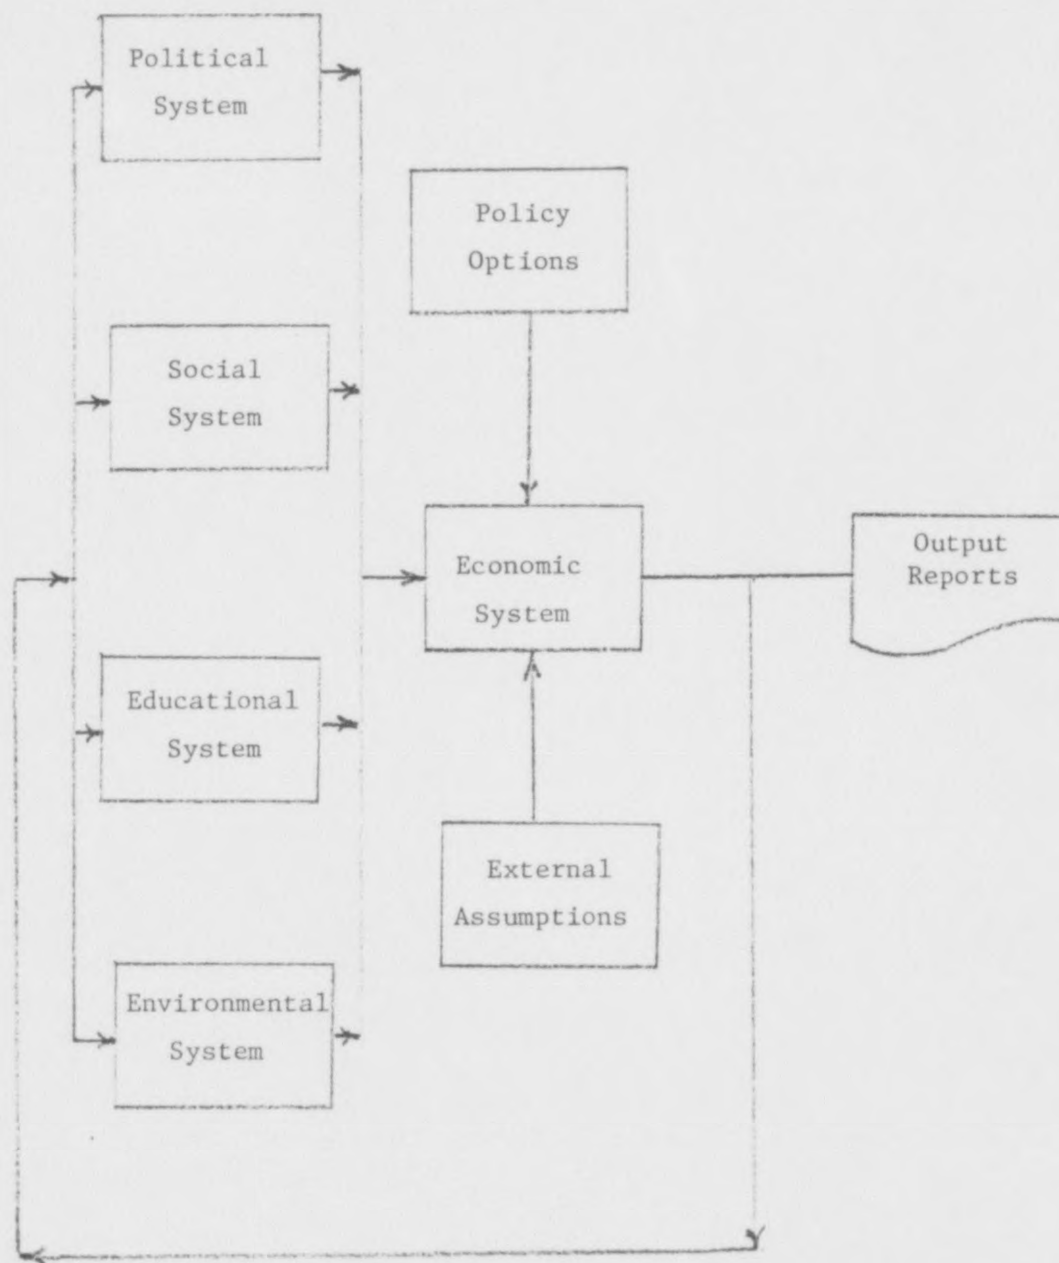 Political
System
Policy
Options
Social
System
Economic
System
Output
Reports
Educational
System
External
Assumptions
Environmental
System